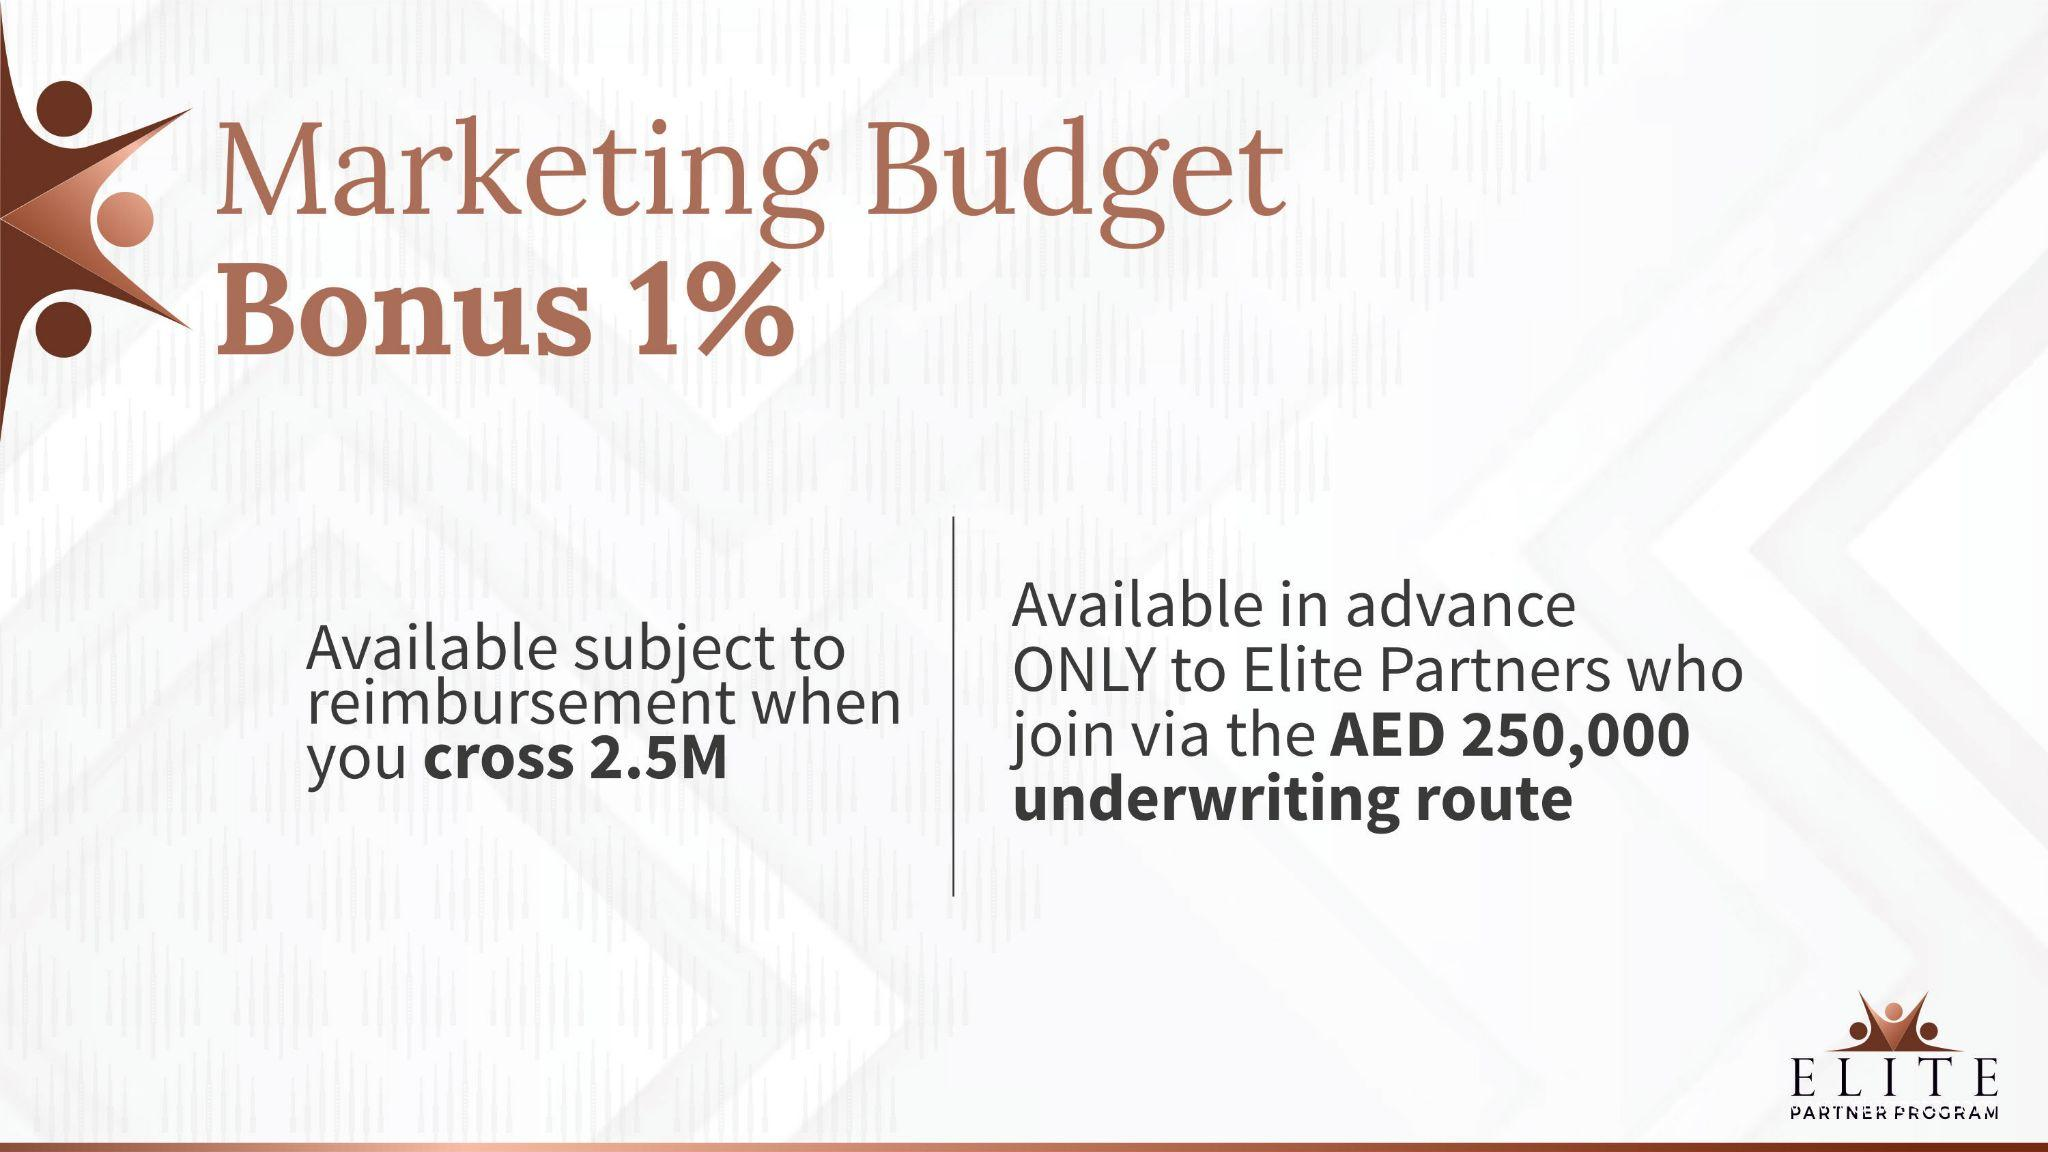 Marketing Budget
Bonus 1%
Available subject to
reimbursement when
you cross 2.5M
Available in advance
ONLY to Elite Partners who
join via the AED 250,000
underwriting route
ELITE
PARTNER PROGRAM